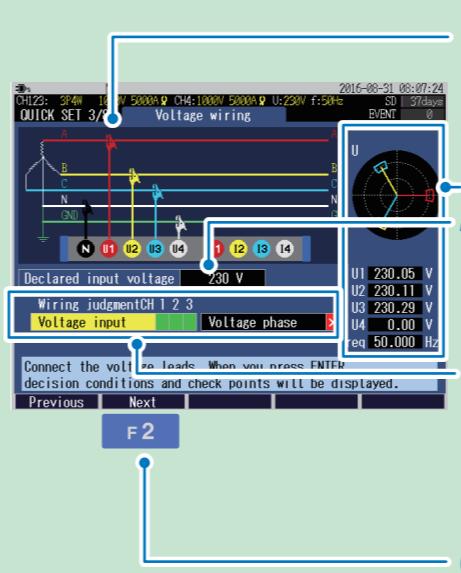 2016-08-31 08:07:24
CH123: 3P4W 1000V 5000A CH4:1000V 5000A U:230V f:50Hz SD 37days
QUICK SET 3/ Voltage wiring EVENT 0
A A
B B
C C
N N
GND
U
N U1 U2 U3 U4 1 I2 I3 I4
Declared input voltage 230 V
U1 230.05 V
U2 230.11 V
U3 230.29 V
U4 0.00 V
req 50.000 Hz
Wiring judgmentCH 1 2 3
Voltage input Voltage phase ×
Connect the voltage leads. When you press ENTER
decision conditions and check points will be displayed.
Previous Next
F2